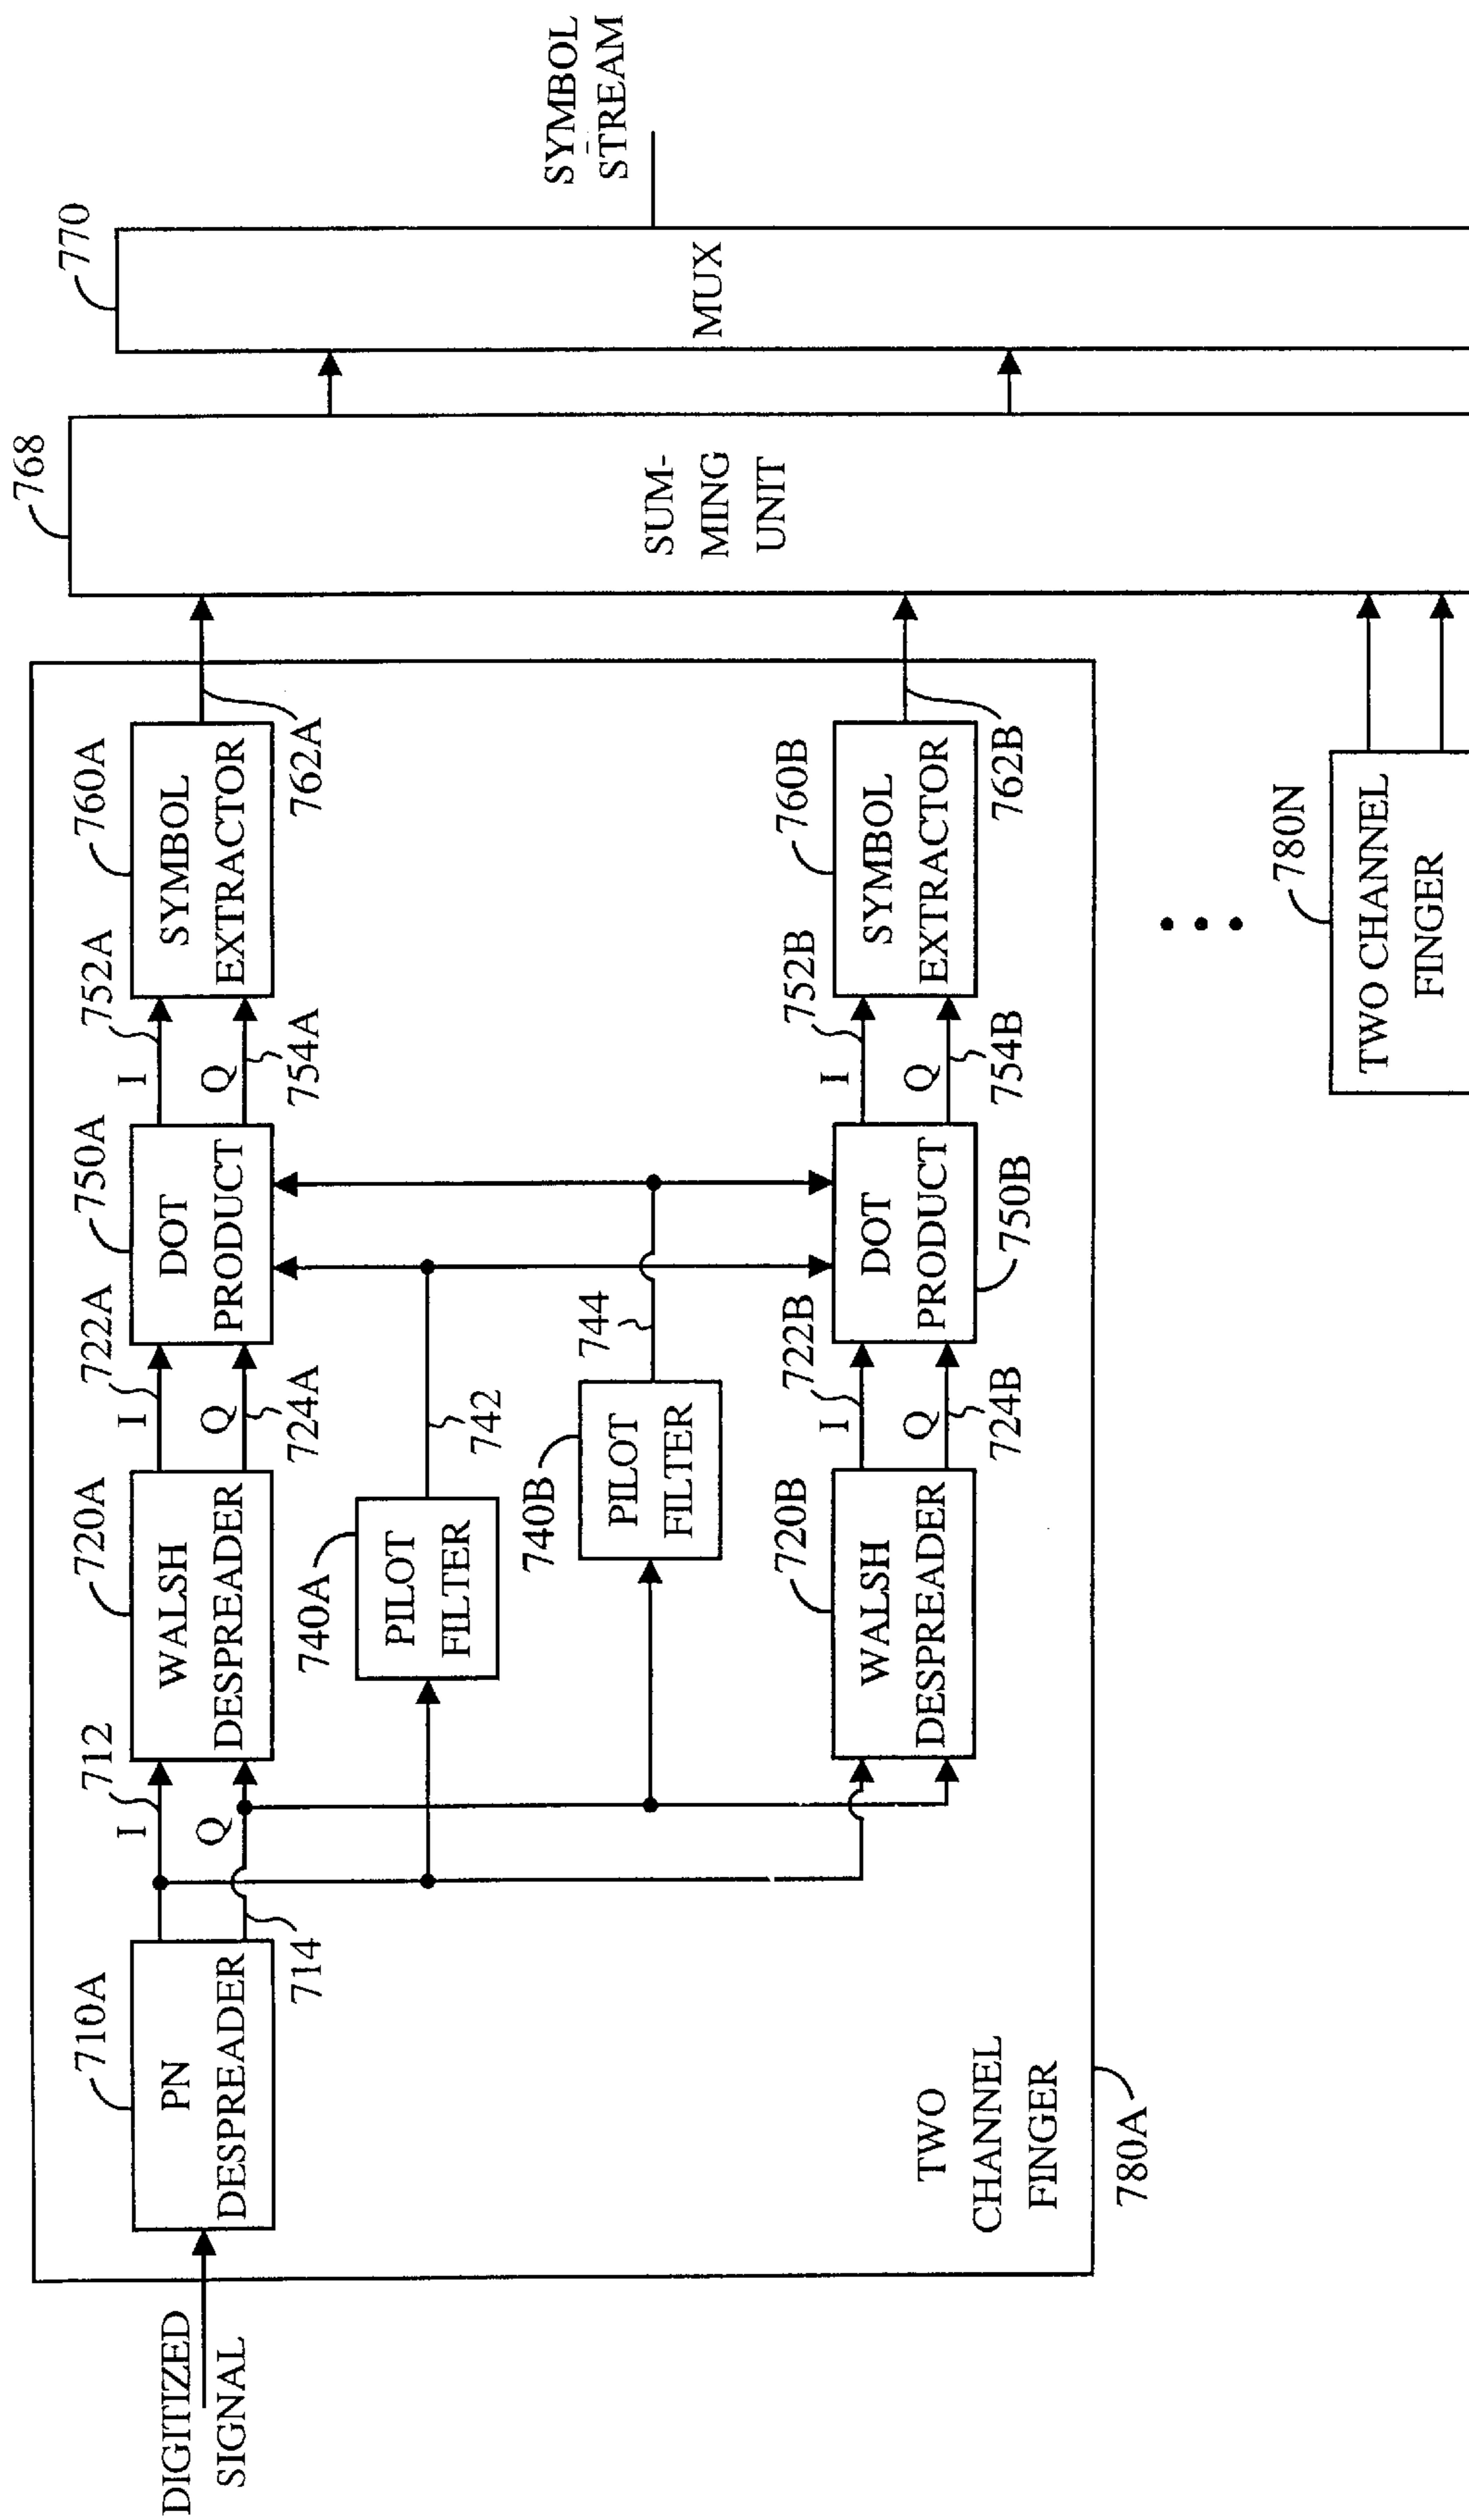 DIGITIZED
SIGNAL
710A
PN
DESPREADER
714
I
712
Q
720A
WALSH
DESPREADER
I
722A
Q
724A
750A
DOT
PRODUCT
I
752A
Q
754A
760A
SYMBOL
EXTRACTOR
762A
740A
PILOT
FILTER
742
740B
PILOT
FILTER
744
720B
WALSH
DESPREADER
I
722B
Q
724B
DOT
PRODUCT
750B
I
752B
Q
754B
760B
SYMBOL
EXTRACTOR
762B
TWO
CHANNEL
FINGER
780A
780N
TWO CHANNEL
FINGER
768
SUM-
MING
UNIT
770
MUX
SYMBOL
STREAM